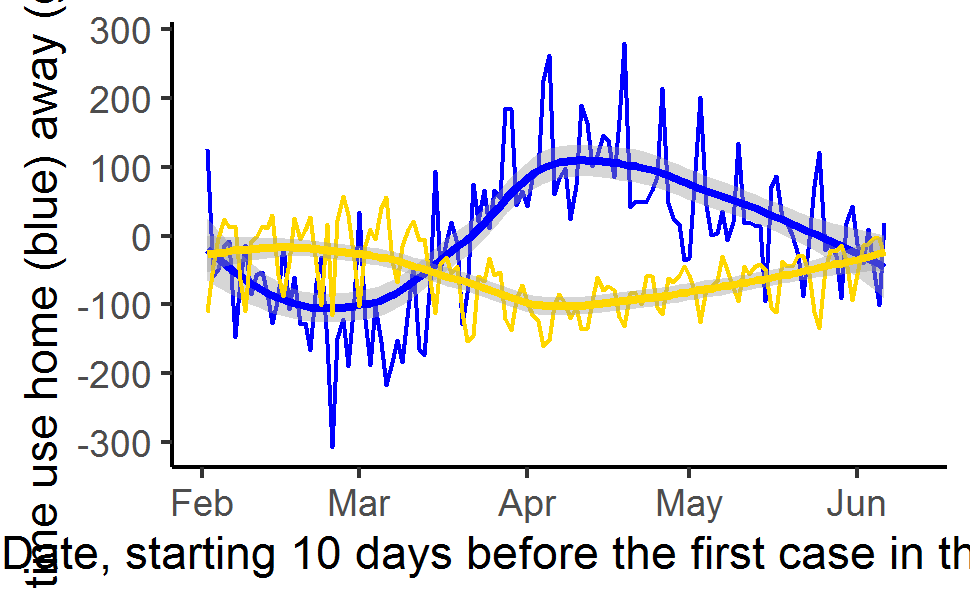 time use home (blue) away (
300
200
100
0
-100
-200
-300
Feb Mar Apr May Jun
Date, starting 10 days before the first case in th